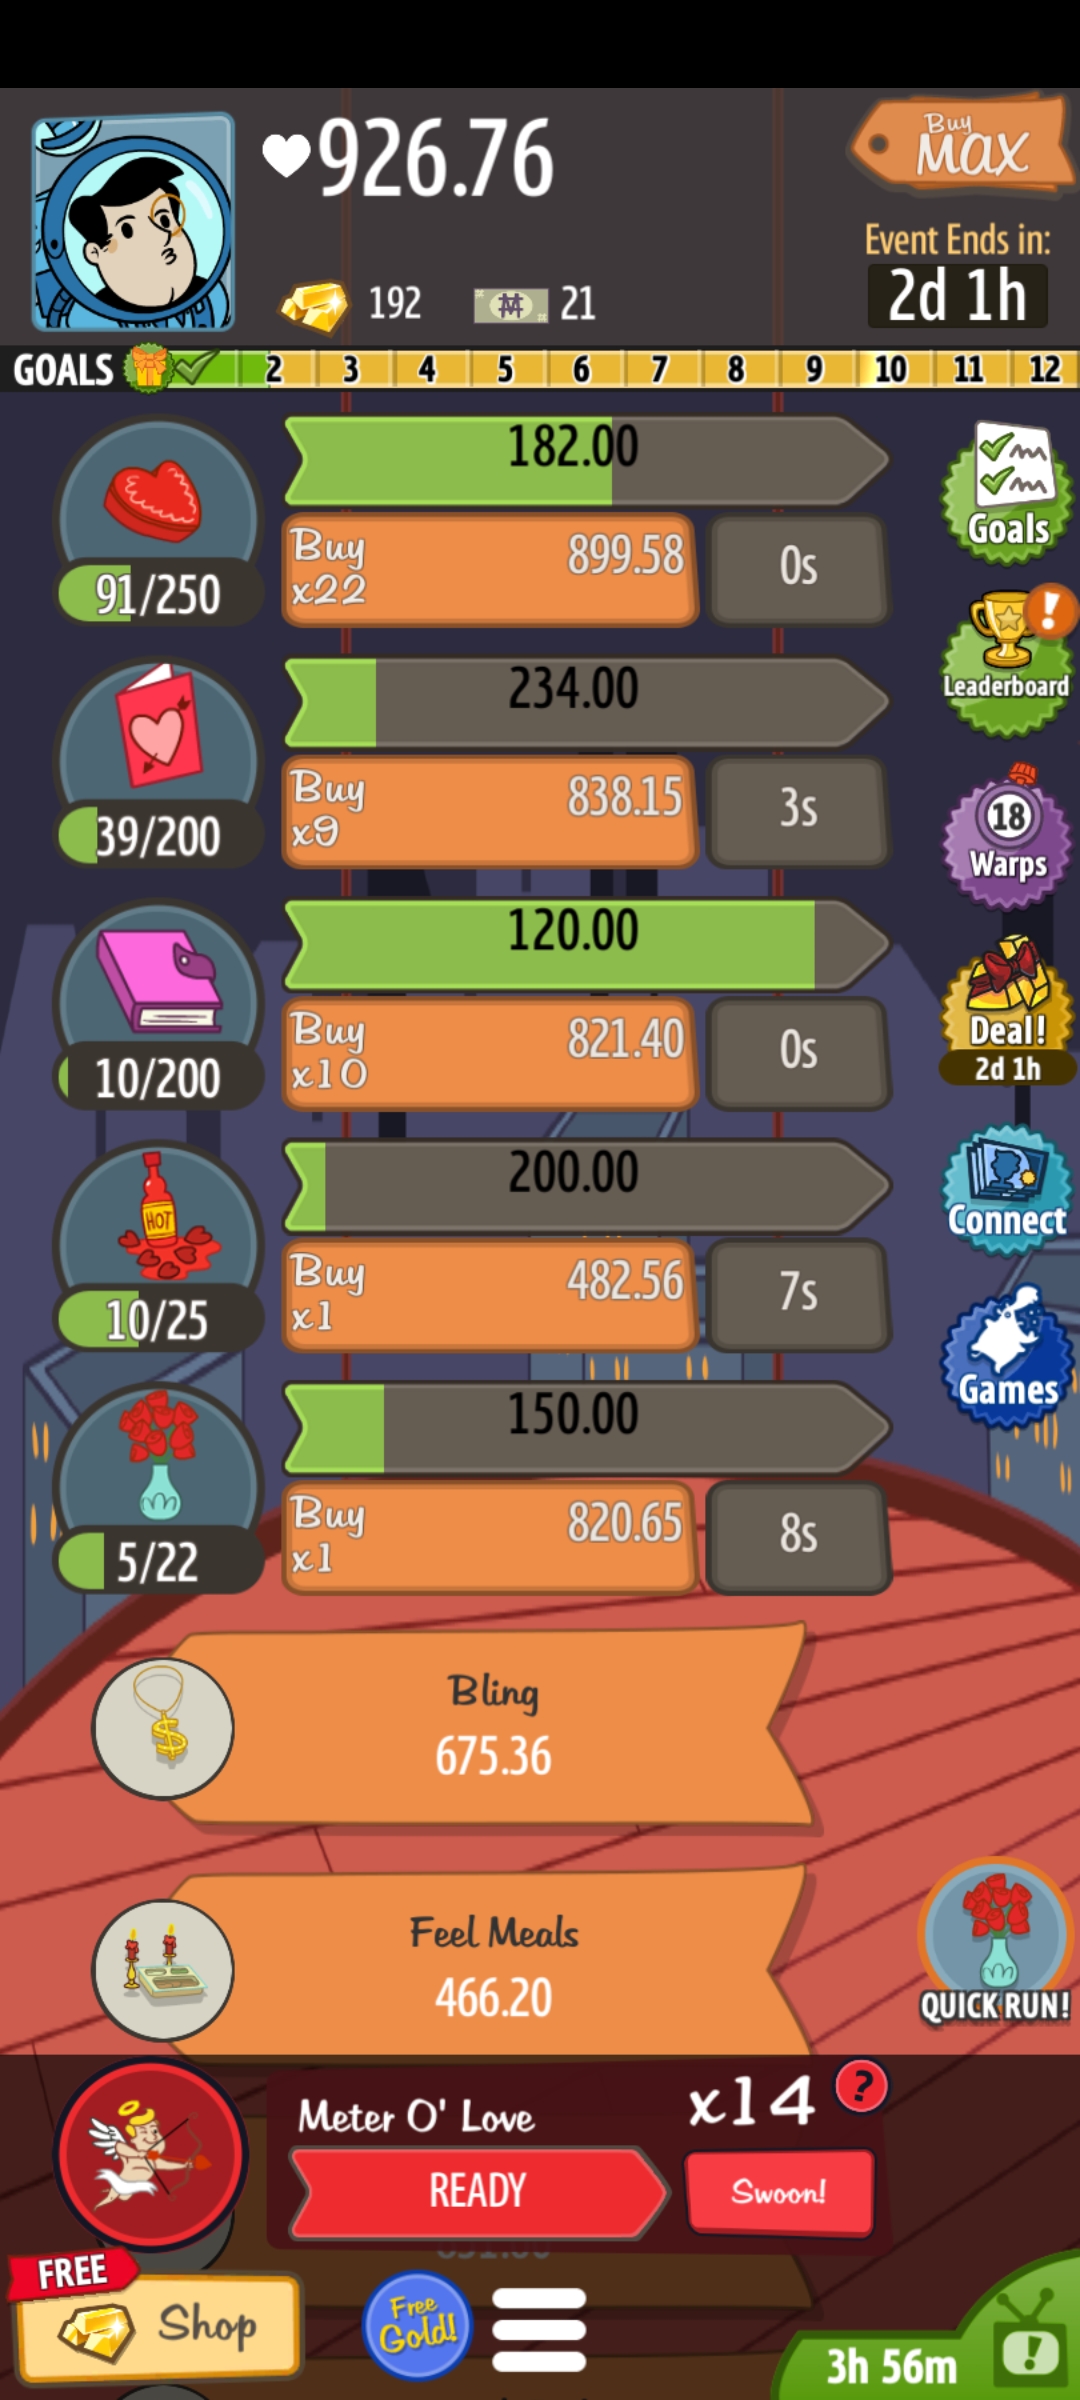 926.76
Buy
MAX
Event Ends in:
2d 1h
192
21
GOALS 2 3 4 5 6 7 8 9 10 11 12
182.00
91/250
Buy
x22
899.58
0s
Goals
234.00
39/200
Buy
x9
838.15
3s
Leaderboard
18
Warps
120.00
10/200
Buy
x10
821.40
0s
Deal!
2d 1h
200.00
HOT
10/25
Buy
x1
482.56
7s
Connect
150.00
5/22
Buy
x1
820.65
8s
Games
Bling
675.36
Feel Meals
466.20
QUICK RUN!
Meter O' Love
x14
?
READY
Swoon!
FREE
Shop
Free
Gold!
3h 56m